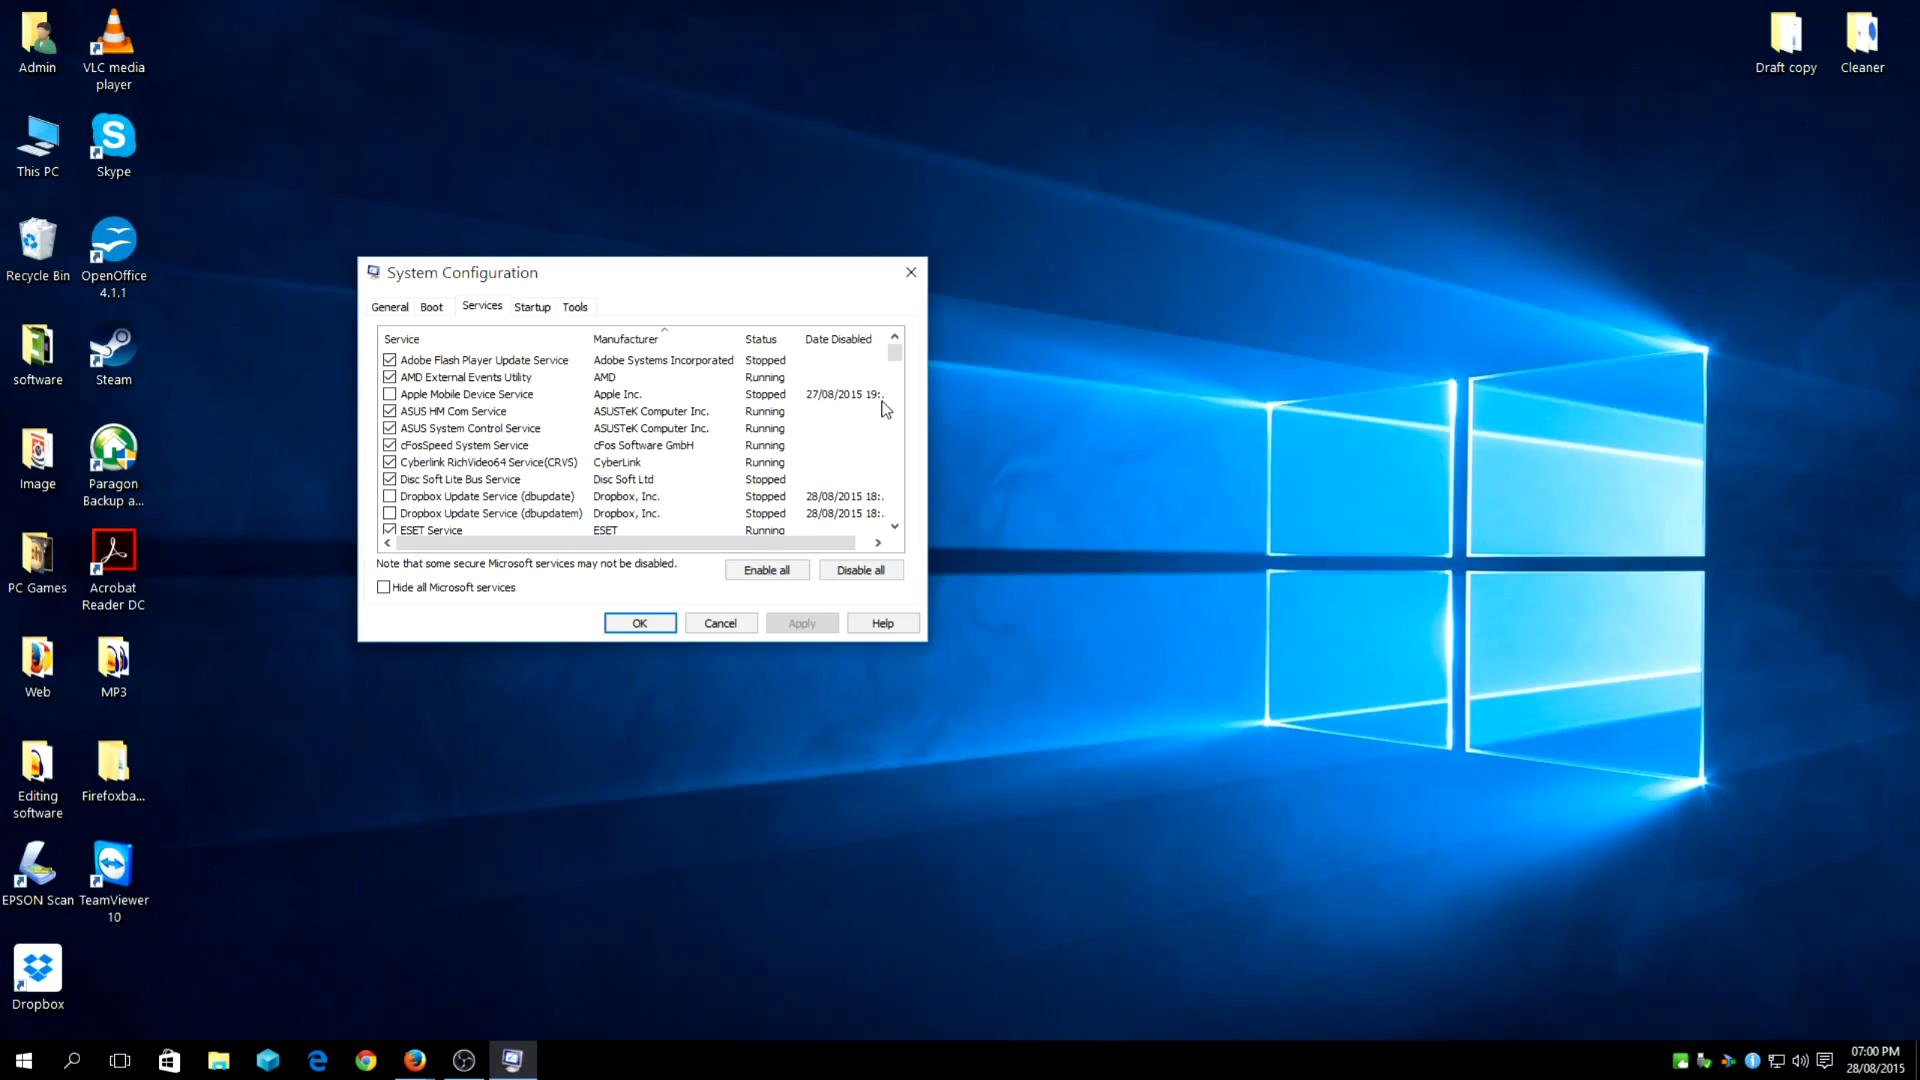 Admin
VLC media
player
Draft copy
Cleaner
This PC
Skype
Recycle Bin
OpenOffice
4.1.1
System Configuration
General Boot Services Startup Tools
Service Manufacturer Status Date Disabled
Adobe Flash Player Update Service Adobe Systems Incorporated Stopped
AMD External Events Utility AMD Running
Apple Mobile Device Service Apple Inc. Stopped 27/08/2015 19:.
ASUS HM Com Service ASUSTeK Computer Inc. Running
ASUS System Control Service ASUSTeK Computer Inc. Running
cFosSpeed System Service cFos Software GmbH Running
Cyberlink RichVideo64 Service(CRVS) CyberLink Running
Disc Soft Lite Bus Service Disc Soft Ltd Stopped
Dropbox Update Service (dbupdate) Dropbox, Inc. Stopped 28/08/2015 18:.
Dropbox Update Service (dbupdatem) Dropbox, Inc. Stopped 28/08/2015 18:.
ESET Service ESET Running
Note that some secure Microsoft services may not be disabled.
Enable all Disable all
Hide all Microsoft services
OK Cancel Apply Help
software
Steam
Image
Paragon
Backup a...
PC Games
Acrobat
Reader DC
Web
MP3
Editing
software
Firefoxba...
EPSON Scan
TeamViewer
10
Dropbox
07:00 PM
28/08/2015